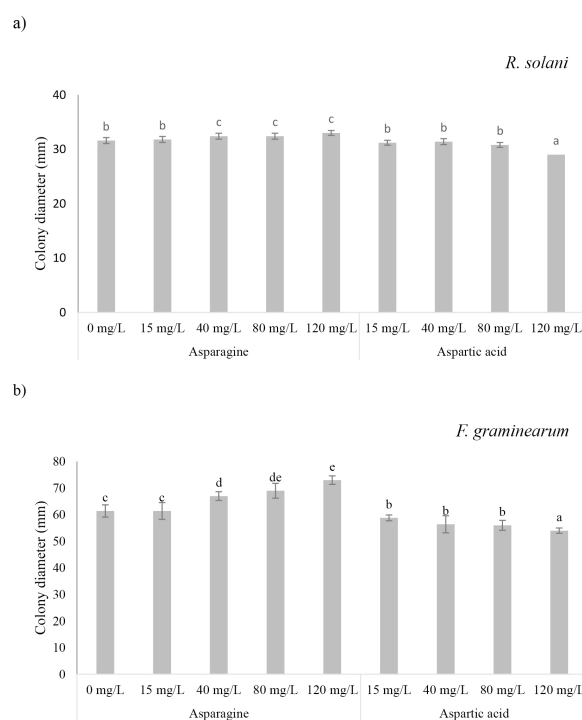 a)
R. solani
40
30
20
10
0
Colony diameter (mm)
b b c c c b b b a
0 mg/L 15 mg/L 40 mg/L 80 mg/L 120 mg/L 15 mg/L 40 mg/L 80 mg/L 120 mg/L
Asparagine Aspartic acid
b)
F. graminearum
80
70
60
50
40
30
20
10
0
Colony diameter (mm)
c c d de e b b b a
0 mg/L 15 mg/L 40 mg/L 80 mg/L 120 mg/L 15 mg/L 40 mg/L 80 mg/L 120 mg/L
Asparagine Aspartic acid